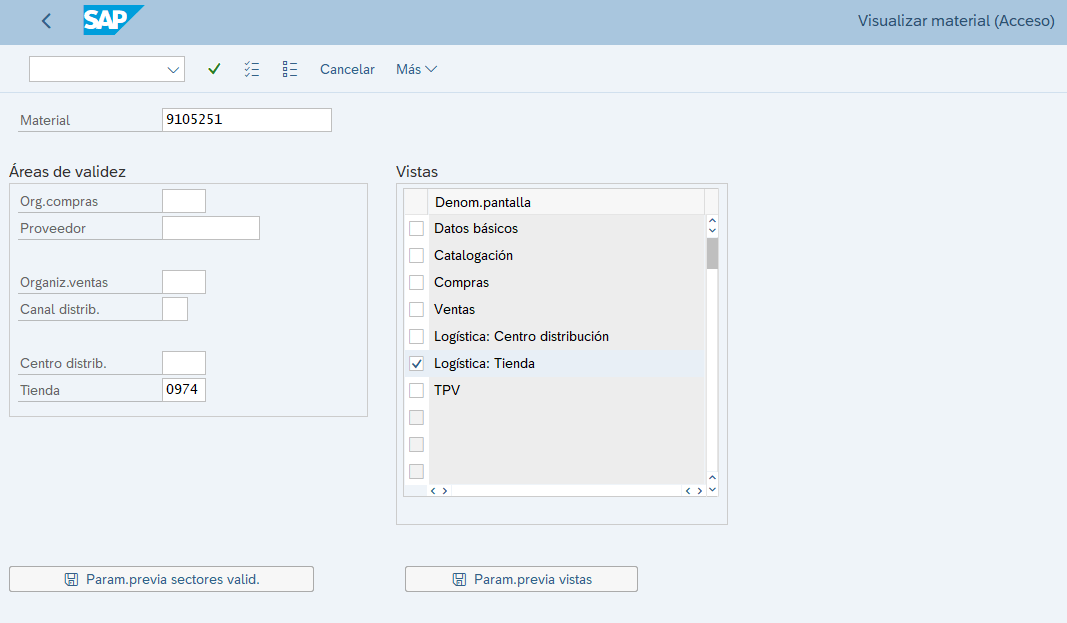 SAP
Visualizar material (Acceso)
Cancelar
Más
Material
9105251
Áreas de validez
Org.compras
Proveedor
Organiz.ventas
Canal distrib.
Centro distrib.
Tienda
0974
Vistas
Denom.pantalla
Datos básicos
Catalogación
Compras
Ventas
Logística: Centro distribución
Logística: Tienda
TPV
Param.previa sectores valid.
Param.previa vistas